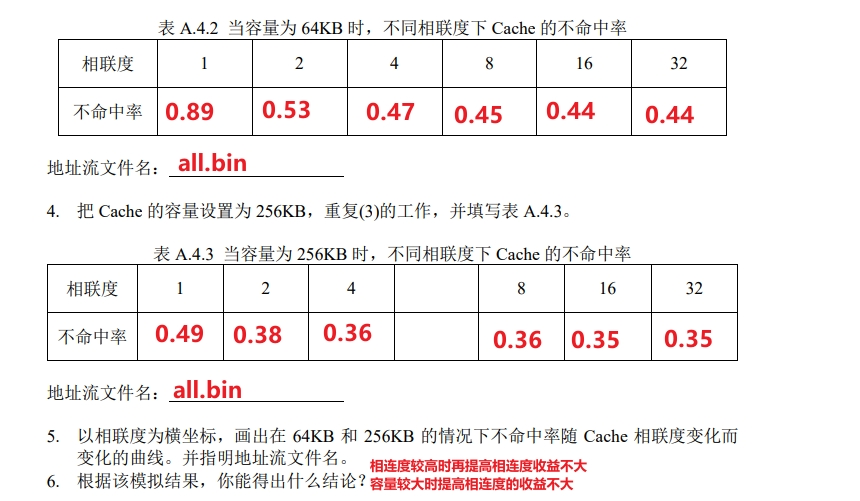 表 A.4.2 当容量为 64KB 时，不同相联度下 Cache 的不命中率
相联度 1 2 4 8 16 32
不命中率 0.89 0.53 0.47 0.45 0.44 0.44
地址流文件名： all.bin
4. 把 Cache 的容量设置为 256KB，重复(3)的工作，并填写表 A.4.3。
表 A.4.3 当容量为 256KB 时，不同相联度下 Cache 的不命中率
相联度 1 2 4 8 16 32
不命中率 0.49 0.38 0.36 0.36 0.35 0.35
地址流文件名： all.bin
5. 以相联度为横坐标，画出在 64KB 和 256KB 的情况下不命中率随 Cache 相联度变化而
变化的曲线。并指明地址流文件名。
相连度较高时再提高相连度收益不大
6. 根据该模拟结果，你能得出什么结论？
容量较大时提高相连度的收益不大